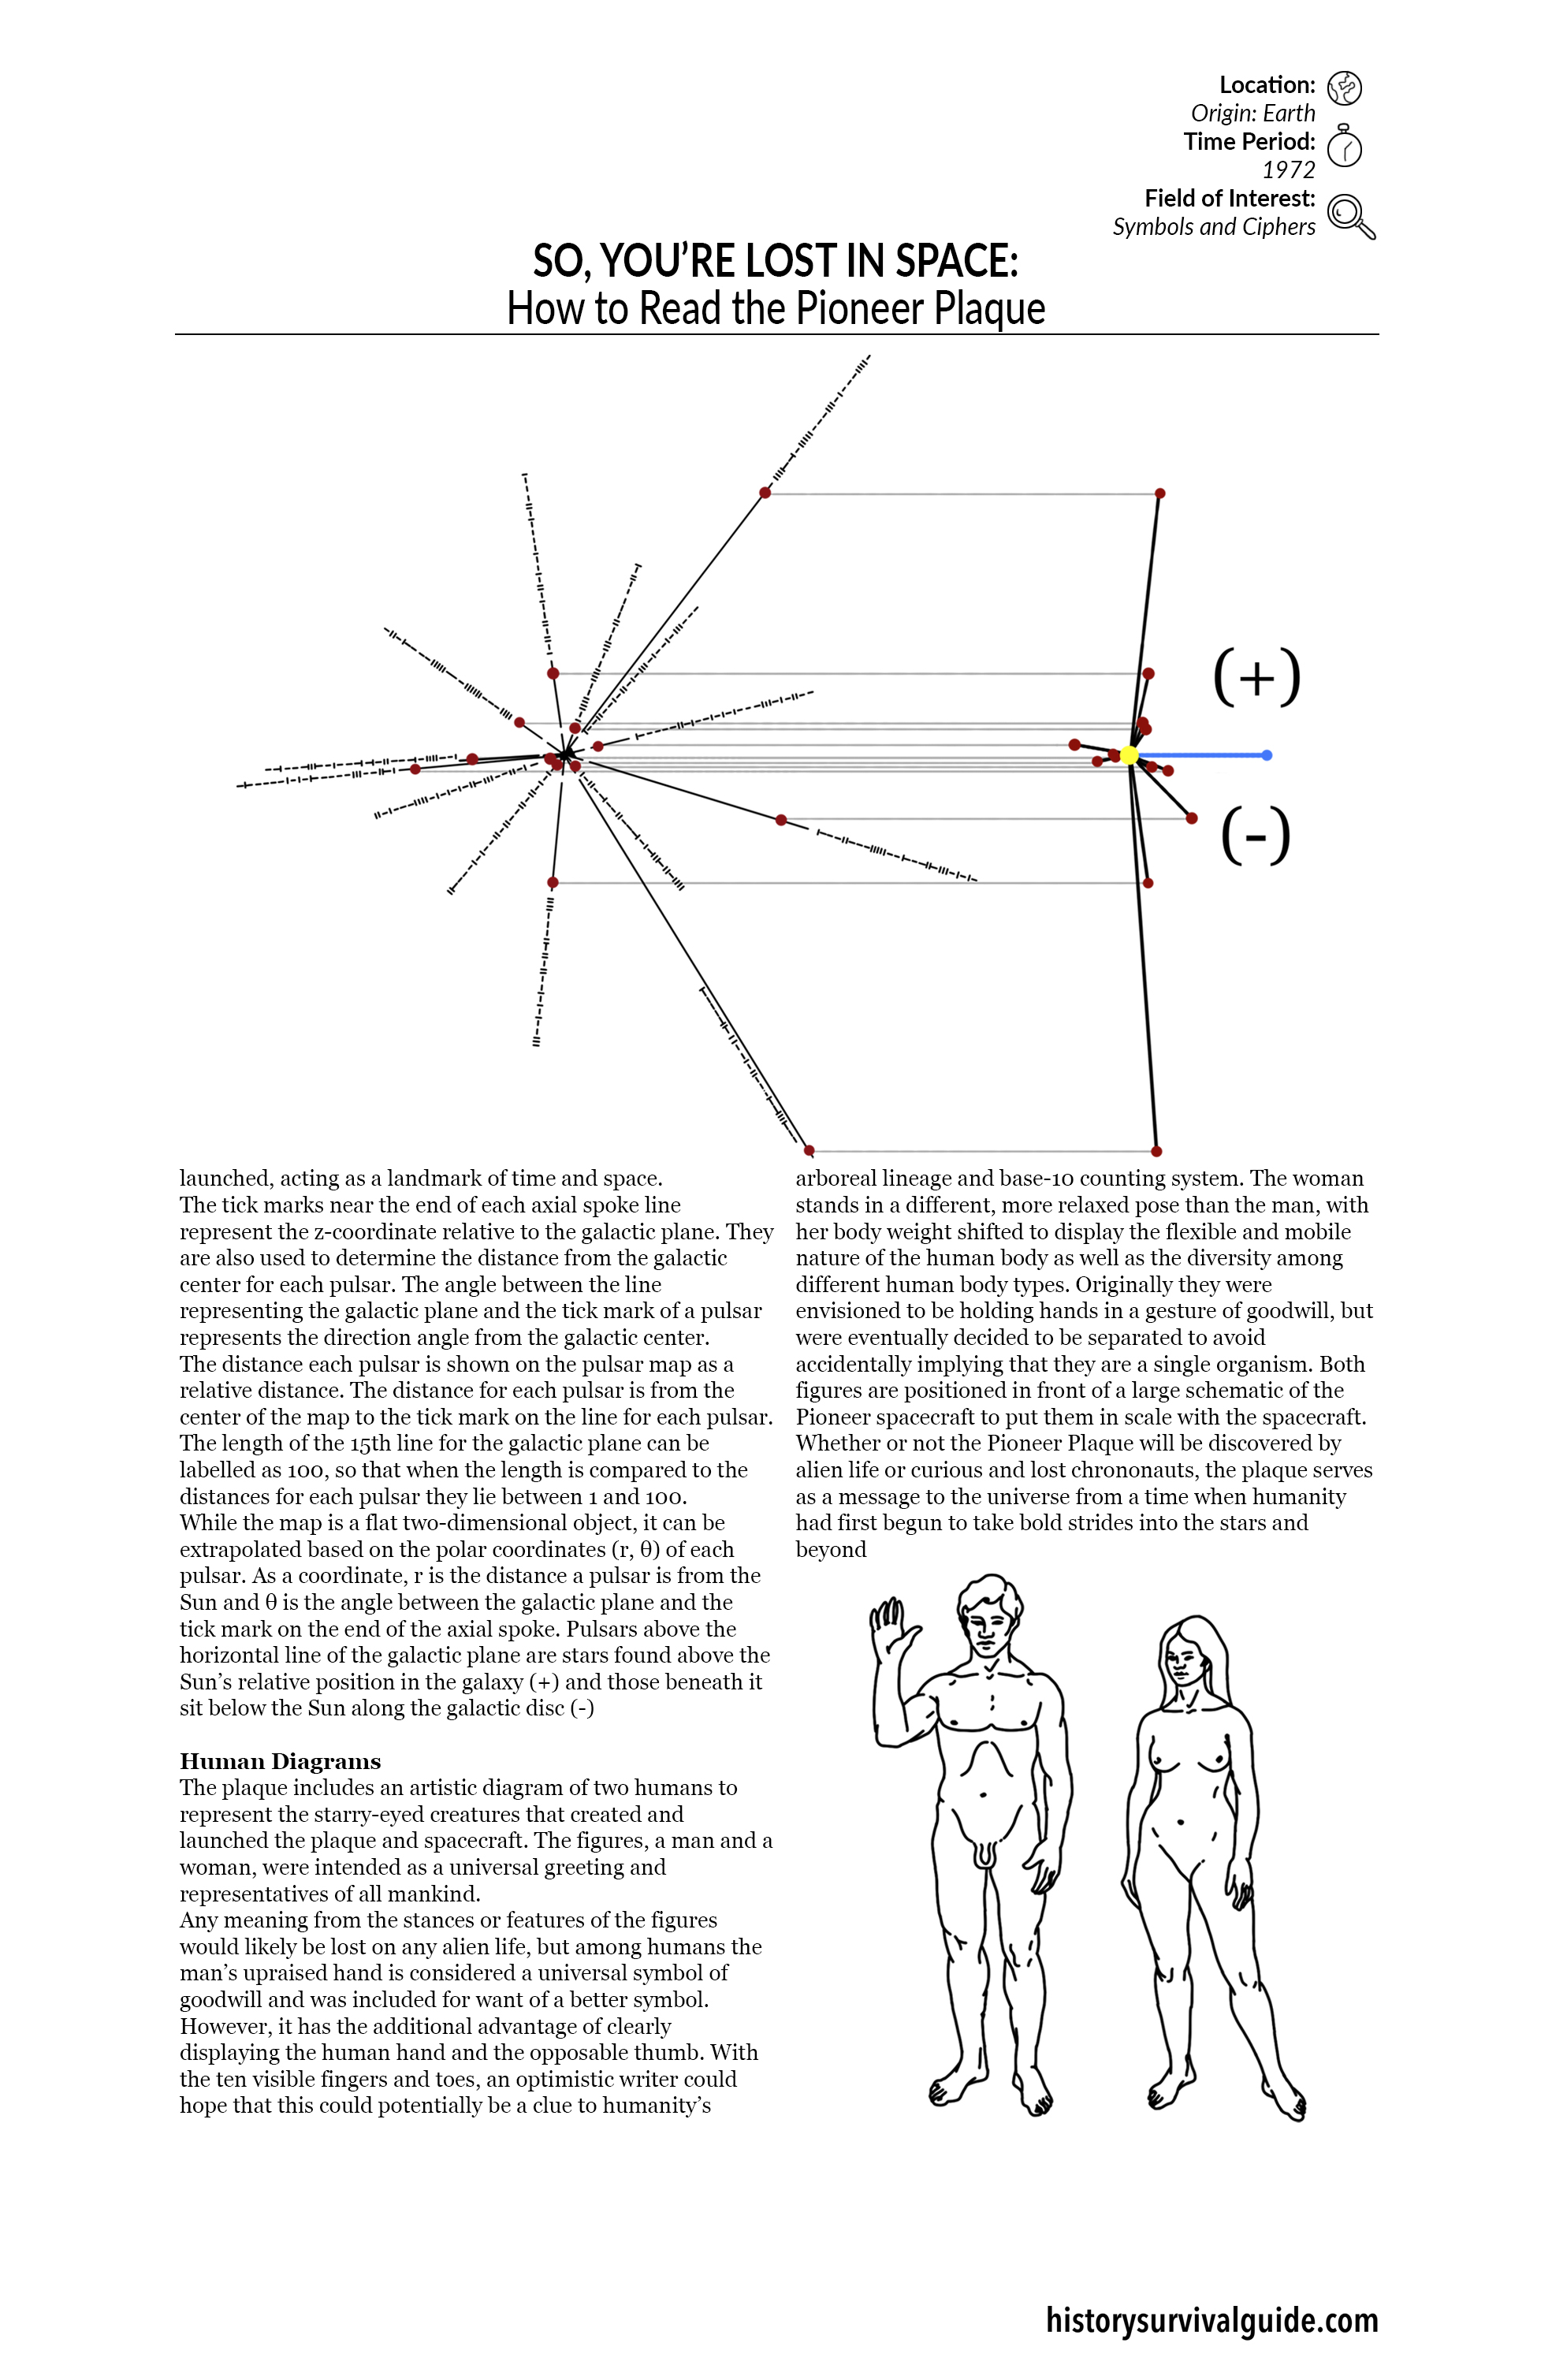 Location:
Origin: Earth
Time Period:
1972
Field of Interest:
Symbols and Ciphers
SO, YOU’RE LOST IN SPACE:
How to Read the Pioneer Plaque
(+)
(-)
launched, acting as a landmark of time and space.
The tick marks near the end of each axial spoke line
represent the z-coordinate relative to the galactic plane. They
are also used to determine the distance from the galactic
center for each pulsar. The angle between the line
representing the galactic plane and the tick mark of a pulsar
represents the direction angle from the galactic center.
The distance each pulsar is shown on the pulsar map as a
relative distance. The distance for each pulsar is from the
center of the map to the tick mark on the line for each pulsar.
The length of the 15th line for the galactic plane can be
labelled as 100, so that when the length is compared to the
distances for each pulsar they lie between 1 and 100.
While the map is a flat two-dimensional object, it can be
extrapolated based on the polar coordinates (r, θ) of each
pulsar. As a coordinate, r is the distance a pulsar is from the
Sun and θ is the angle between the galactic plane and the
tick mark on the end of the axial spoke. Pulsars above the
horizontal line of the galactic plane are stars found above the
Sun’s relative position in the galaxy (+) and those beneath it
sit below the Sun along the galactic disc (-)
Human Diagrams
The plaque includes an artistic diagram of two humans to
represent the starry-eyed creatures that created and
launched the plaque and spacecraft. The figures, a man and a
woman, were intended as a universal greeting and
representatives of all mankind.
Any meaning from the stances or features of the figures
would likely be lost on any alien life, but among humans the
man’s upraised hand is considered a universal symbol of
goodwill and was included for want of a better symbol.
However, it has the additional advantage of clearly
displaying the human hand and the opposable thumb. With
the ten visible fingers and toes, an optimistic writer could
hope that this could potentially be a clue to humanity’s
arboreal lineage and base-10 counting system. The woman
stands in a different, more relaxed pose than the man, with
her body weight shifted to display the flexible and mobile
nature of the human body as well as the diversity among
different human body types. Originally they were
envisioned to be holding hands in a gesture of goodwill, but
were eventually decided to be separated to avoid
accidentally implying that they are a single organism. Both
figures are positioned in front of a large schematic of the
Pioneer spacecraft to put them in scale with the spacecraft.
Whether or not the Pioneer Plaque will be discovered by
alien life or curious and lost chrononauts, the plaque serves
as a message to the universe from a time when humanity
had first begun to take bold strides into the stars and
beyond
historysurvivalguide.com